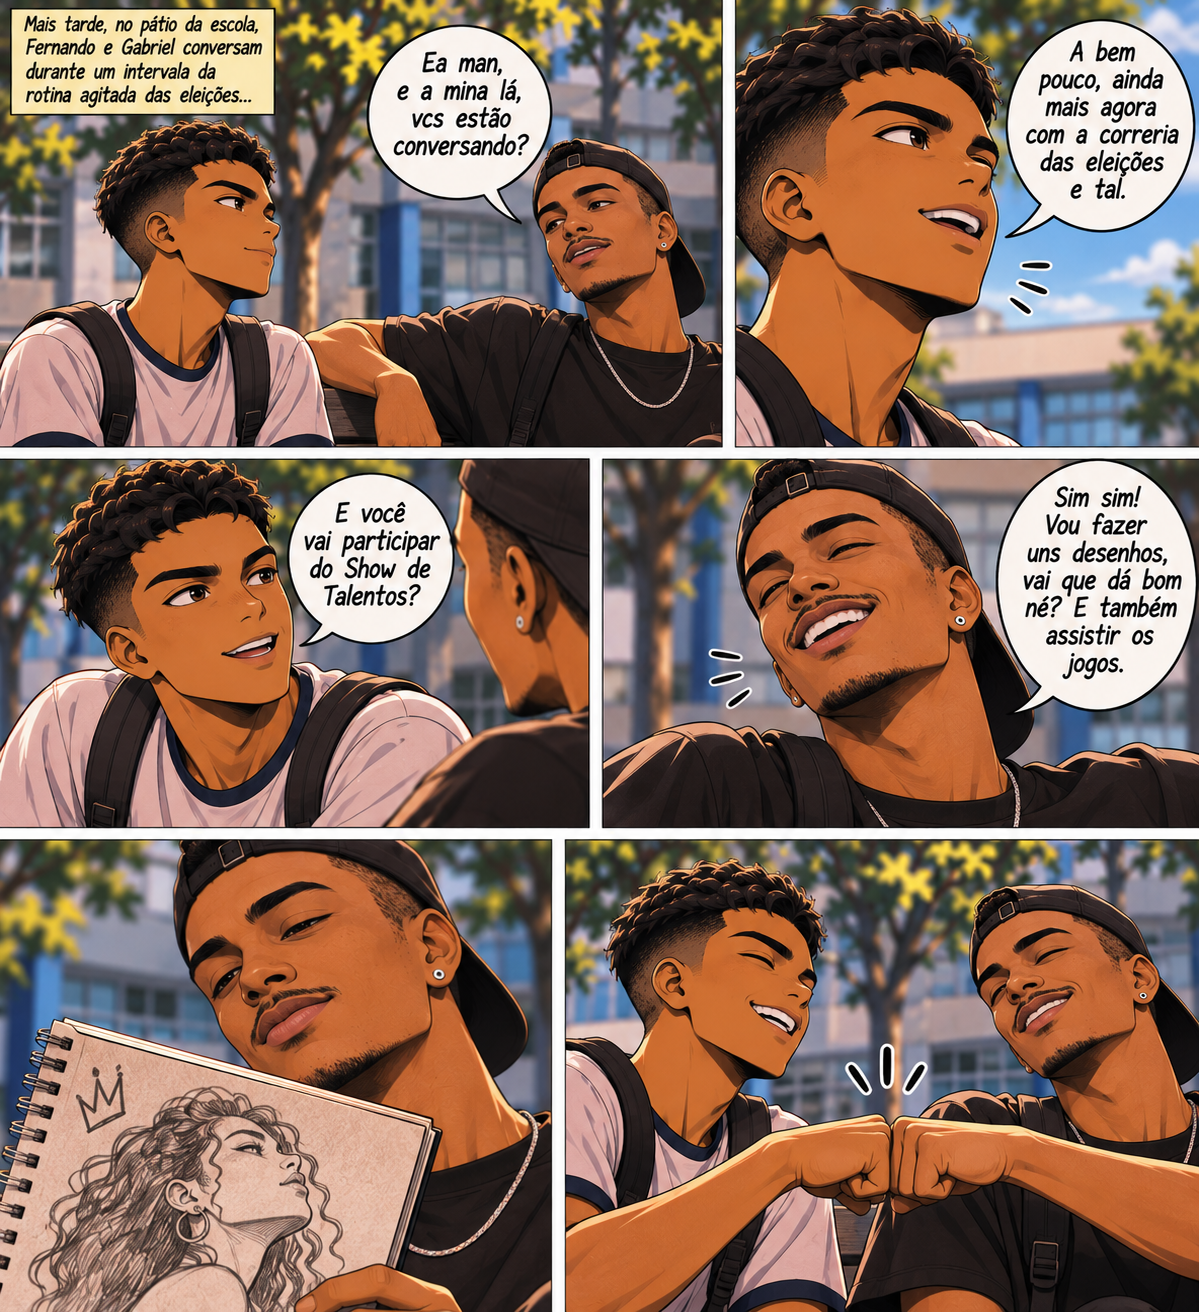 Mais tarde, no pátio da escola,
Fernando e Gabriel conversam
durante um intervalo da
rotina agitada das eleições...
Ea man,
e a mina lá,
vcs estão
conversando?
A bem
pouco, ainda
mais agora
com a correria
das eleições
e tal.
E você
vai participar
do Show de
Talentos?
Sim sim!
Vou fazer
uns desenhos,
vai que dá bom
né? E também
assistir os
jogos.